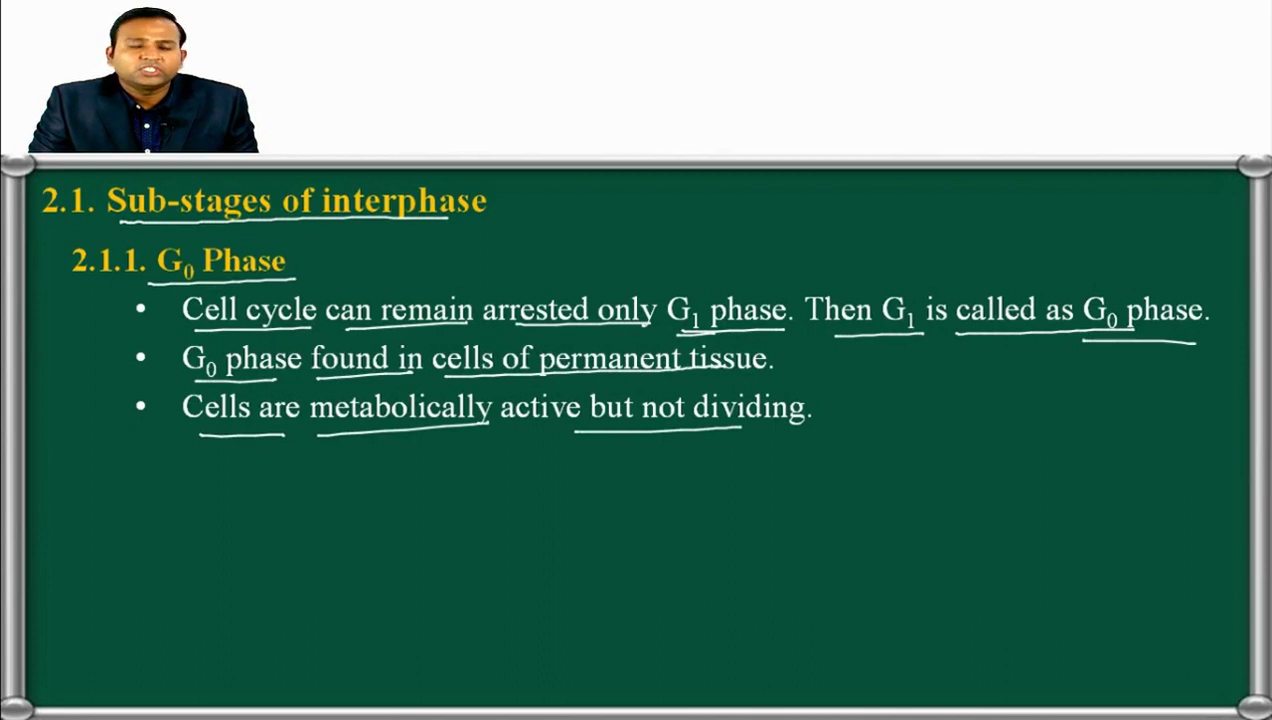 2.1. Sub-stages of interphase
2.1.1. G₀ Phase
• Cell cycle can remain arrested only G₁ phase. Then G₁ is called as G₀ phase.
• G₀ phase found in cells of permanent tissue.
• Cells are metabolically active but not dividing.